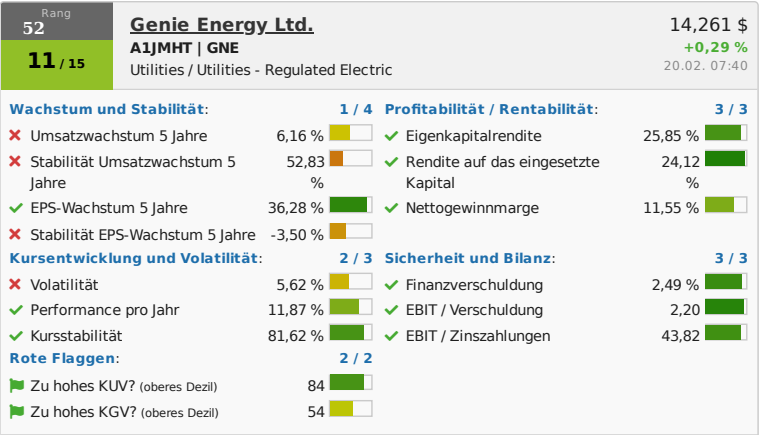 Rang
52
11 / 15
Genie Energy Ltd.
A1JMHT | GNE
Utilities / Utilities - Regulated Electric
14,261 $
+0,29 %
20.02. 07:40
Wachstum und Stabilität: 1 / 4
Umsatzwachstum 5 Jahre 6,16 %
Stabilität Umsatzwachstum 5 52,83
Jahre %
EPS-Wachstum 5 Jahre 36,28 %
Stabilität EPS-Wachstum 5 Jahre -3,50 %
Profitabilität / Rentabilität: 3 / 3
Eigenkapitalrendite 25,85 %
Rendite auf das eingesetzte 24,12
Kapital %
Nettogewinnmarge 11,55 %
Kursentwicklung und Volatilität: 2 / 3
Volatilität 5,62 %
Performance pro Jahr 11,87 %
Kursstabilität 81,62 %
Sicherheit und Bilanz: 3 / 3
Finanzverschuldung 2,49 %
EBIT / Verschuldung 2,20
EBIT / Zinszahlungen 43,82
Rote Flaggen: 2 / 2
Zu hohes KUV? (oberes Dezil) 84
Zu hohes KGV? (oberes Dezil) 54